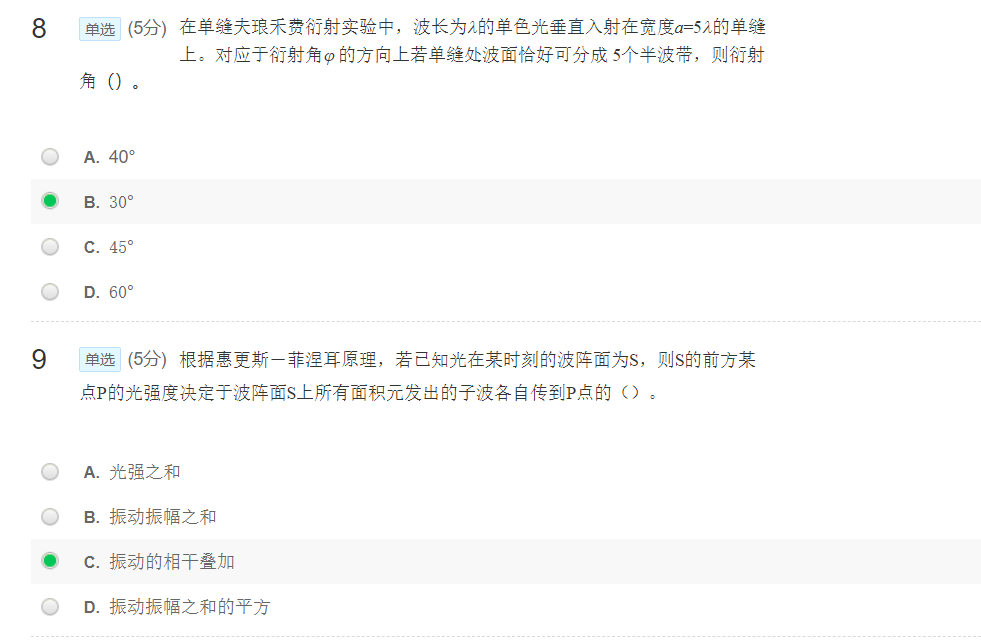 8 单选 (5分) 在单缝夫琅禾费衍射实验中，波长为λ的单色光垂直入射在宽度a=5λ的单缝
上。对应于衍射角φ 的方向上若单缝处波面恰好可分成 5个半波带，则衍射
角（）。
A. 40°
B. 30°
C. 45°
D. 60°
9 单选 (5分) 根据惠更斯－菲涅耳原理，若已知光在某时刻的波阵面为S，则S的前方某
点P的光强度决定于波阵面S上所有面积元发出的子波各自传到P点的（）。
A. 光强之和
B. 振动振幅之和
C. 振动的相干叠加
D. 振动振幅之和的平方